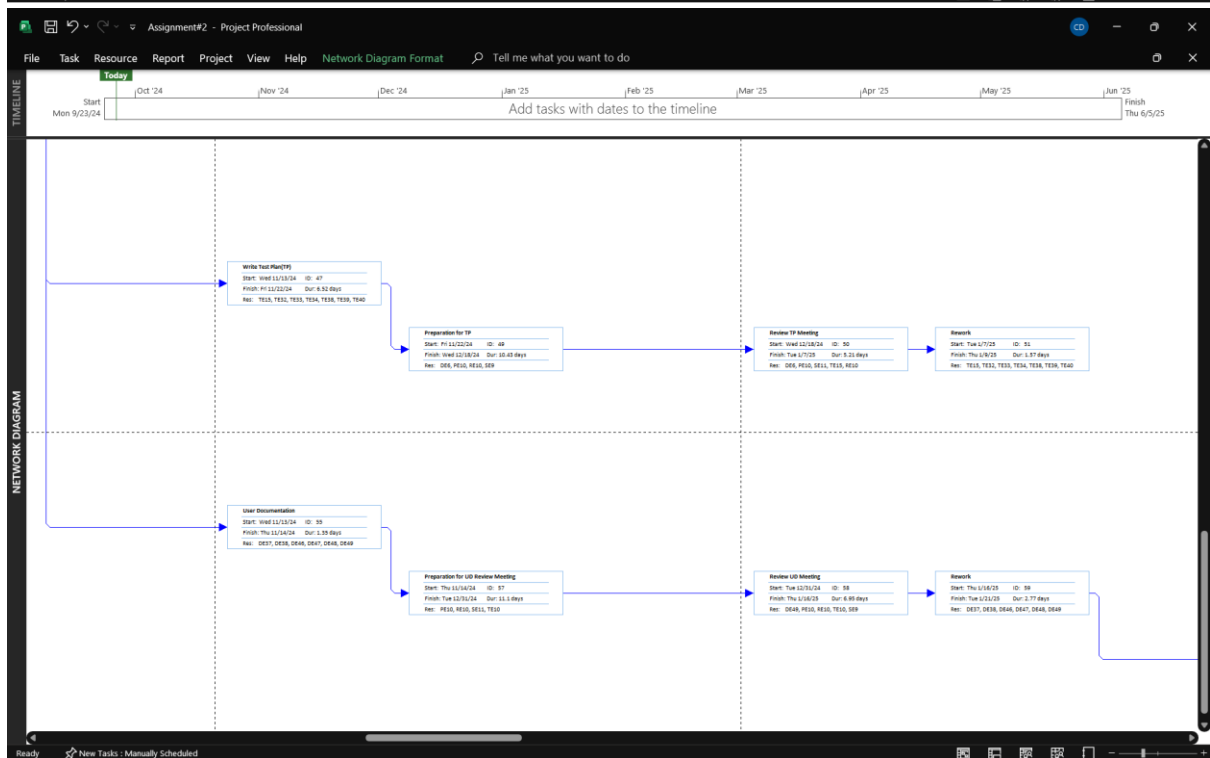 Assignment#2 - Project Professional
CD
File Task Resource Report Project View Help Network Diagram Format Tell me what you want to do
TIMELINE
Today
Start
Mon 9/23/24
Oct '24 Nov '24 Dec '24 Jan '25 Feb '25 Mar '25 Apr '25 May '25 Jun '25
Add tasks with dates to the timeline
Finish
Thu 6/5/25
NETWORK DIAGRAM
Write Test Plan(TP)
Start: Wed 11/13/24 ID: 47
Finish: Fri 11/22/24 Dur: 6.52 days
Res: TE15, TE32, TE33, TE34, TE38, TE39, TE40
Preparation for TP
Start: Fri 11/22/24 ID: 49
Finish: Wed 12/18/24 Dur: 10.43 days
Res: DE6, PE10, RE10, SE9
Review TP Meeting
Start: Wed 12/18/24 ID: 50
Finish: Tue 1/7/25 Dur: 5.21 days
Res: DE6, PE10, SE11, TE15, RE10
Rework
Start: Tue 1/7/25 ID: 51
Finish: Thu 1/9/25 Dur: 1.57 days
Res: TE15, TE32, TE33, TE34, TE38, TE39, TE40
User Documentation
Start: Wed 11/13/24 ID: 55
Finish: Thu 11/14/24 Dur: 1.35 days
Res: DE37, DE38, DE46, DE47, DE48, DE49
Preparation for UD Review Meeting
Start: Thu 11/14/24 ID: 57
Finish: Tue 12/31/24 Dur: 11.1 days
Res: PE10, RE10, SE11, TE10
Review UD Meeting
Start: Tue 12/31/24 ID: 58
Finish: Thu 1/16/25 Dur: 6.93 days
Res: DE49, PE10, RE10, TE10, SE9
Rework
Start: Thu 1/16/25 ID: 59
Finish: Tue 1/21/25 Dur: 2.77 days
Res: DE37, DE38, DE46, DE47, DE48, DE49
Ready New Tasks : Manually Scheduled